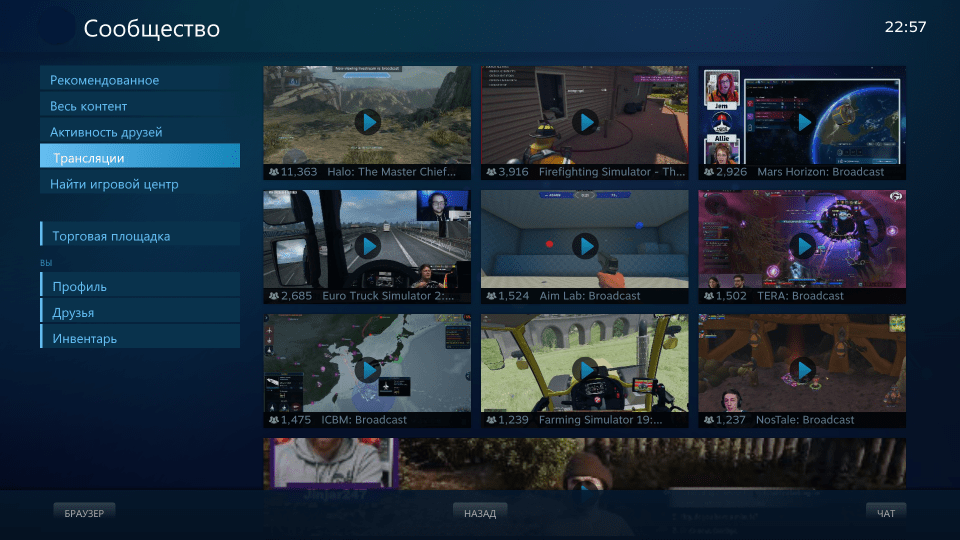 Сообщество
22:57
Рекомендованное
Весь контент
Активность друзей
Трансляции
Найти игровой центр
Торговая площадка
ВЫ
Профиль
Друзья
Инвентарь
11,363 Halo: The Master Chief...
3,916 Firefighting Simulator - Th...
Jem
Allie
2,926 Mars Horizon: Broadcast
2,685 Euro Truck Simulator 2:...
1,524 Aim Lab: Broadcast
1,502 TERA: Broadcast
1,475 ICBM: Broadcast
1,239 Farming Simulator 19:...
1,237 NosTale: Broadcast
Jinjar247
БРАУЗЕР
НАЗАД
ЧАТ